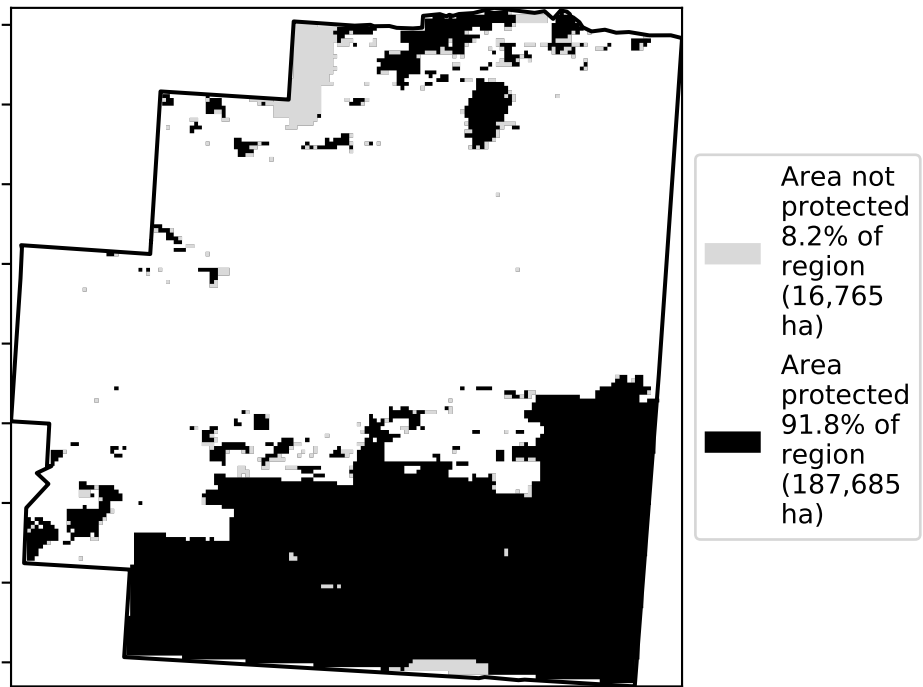 Area not
protected
8.2% of
region
(16,765
ha)
Area
protected
91.8% of
region
(187,685
ha)